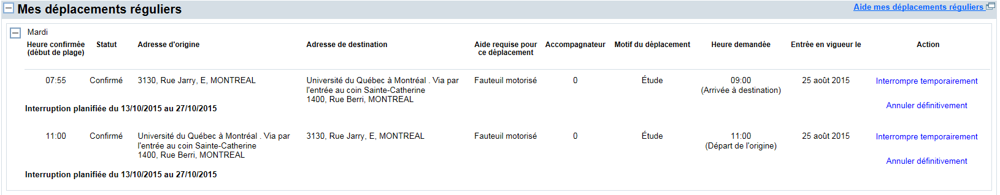 Mes déplacements réguliers
Aide mes déplacements réguliers
Mardi
Heure confirmée (début de plage) Statut Adresse d'origine Adresse de destination Aide requise pour ce déplacement Accompagnateur Motif du déplacement Heure demandée Entrée en vigueur le Action
07:55 Confirmé 3130, Rue Jarry, E, MONTREAL Université du Québec à Montréal . Via par Fauteuil motorisé 0 Étude 09:00 25 août 2015 Interrompre temporairement
l'entrée au coin Sainte-Catherine (Arrivée à destination)
1400, Rue Berri, MONTREAL
Annuler définitivement
Interruption planifiée du 13/10/2015 au 27/10/2015
11:00 Confirmé Université du Québec à Montréal . Via par 3130, Rue Jarry, E, MONTREAL Fauteuil motorisé 0 Étude 11:00 25 août 2015 Interrompre temporairement
l'entrée au coin Sainte-Catherine (Départ de l'origine)
1400, Rue Berri, MONTREAL
Annuler définitivement
Interruption planifiée du 13/10/2015 au 27/10/2015